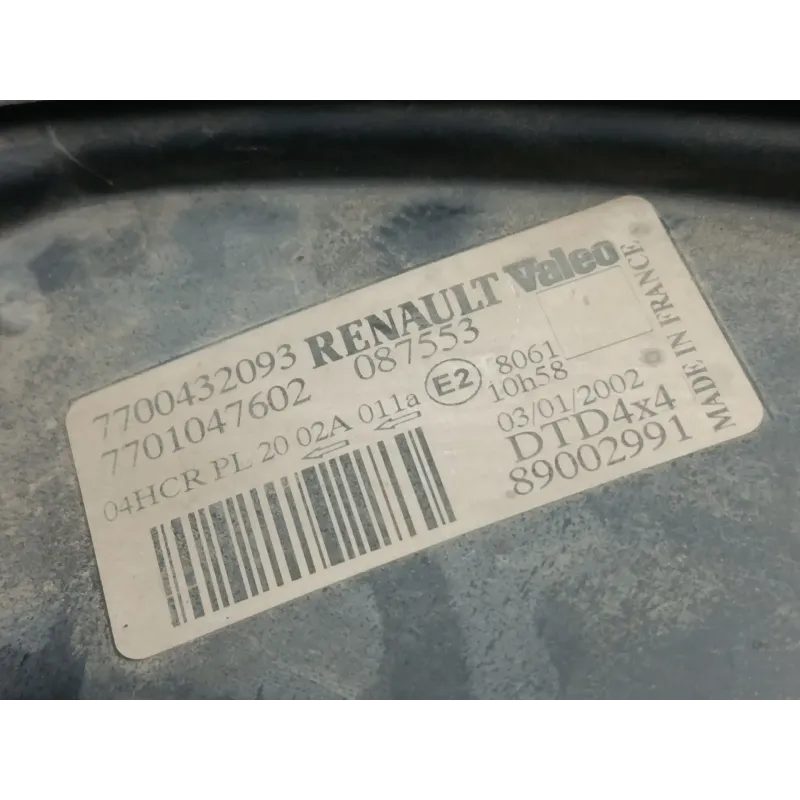 7700432093 RENAULT Valeo
7701047602 087553
04HCR PL 20 02A 011a E2 8061
10h58
03/01/2002
DTD4x4
89002991
MADE IN FRANCE